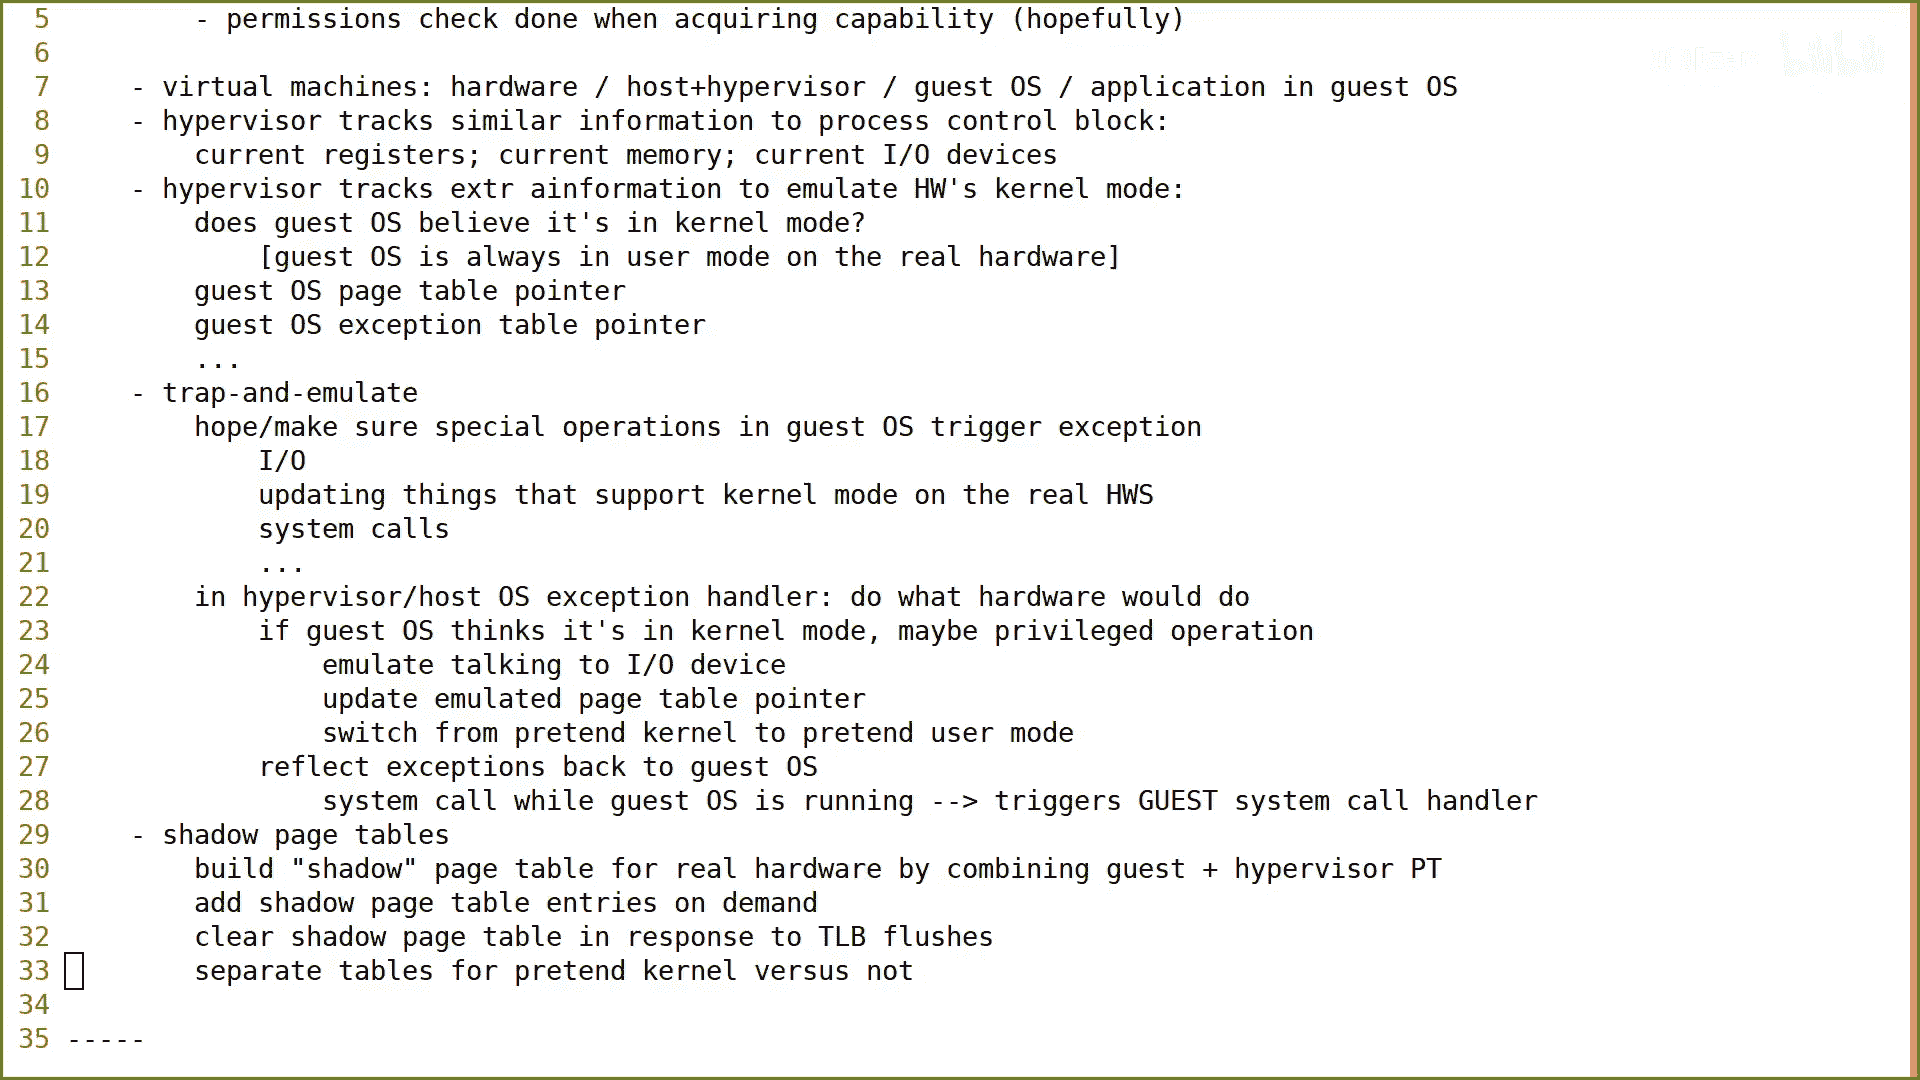 5 - permissions check done when acquiring capability (hopefully)
6
7 - virtual machines: hardware / host+hypervisor / guest OS / application in guest OS
8 - hypervisor tracks similar information to process control block:
9 current registers; current memory; current I/O devices
10 - hypervisor tracks extr ainformation to emulate HW's kernel mode:
11 does guest OS believe it's in kernel mode?
12 [guest OS is always in user mode on the real hardware]
13 guest OS page table pointer
14 guest OS exception table pointer
15 ...
16 - trap-and-emulate
17 hope/make sure special operations in guest OS trigger exception
18 I/O
19 updating things that support kernel mode on the real HWS
20 system calls
21 ...
22 in hypervisor/host OS exception handler: do what hardware would do
23 if guest OS thinks it's in kernel mode, maybe privileged operation
24 emulate talking to I/O device
25 update emulated page table pointer
26 switch from pretend kernel to pretend user mode
27 reflect exceptions back to guest OS
28 system call while guest OS is running --> triggers GUEST system call handler
29 - shadow page tables
30 build "shadow" page table for real hardware by combining guest + hypervisor PT
31 add shadow page table entries on demand
32 clear shadow page table in response to TLB flushes
33 separate tables for pretend kernel versus not
34
35 -----